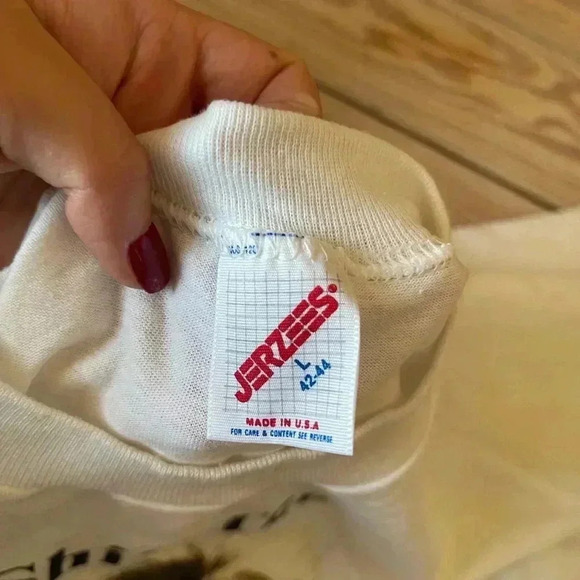 JERZEES®
L
42-44
MADE IN U.S.A
FOR CARE & CONTENT SEE REVERSE